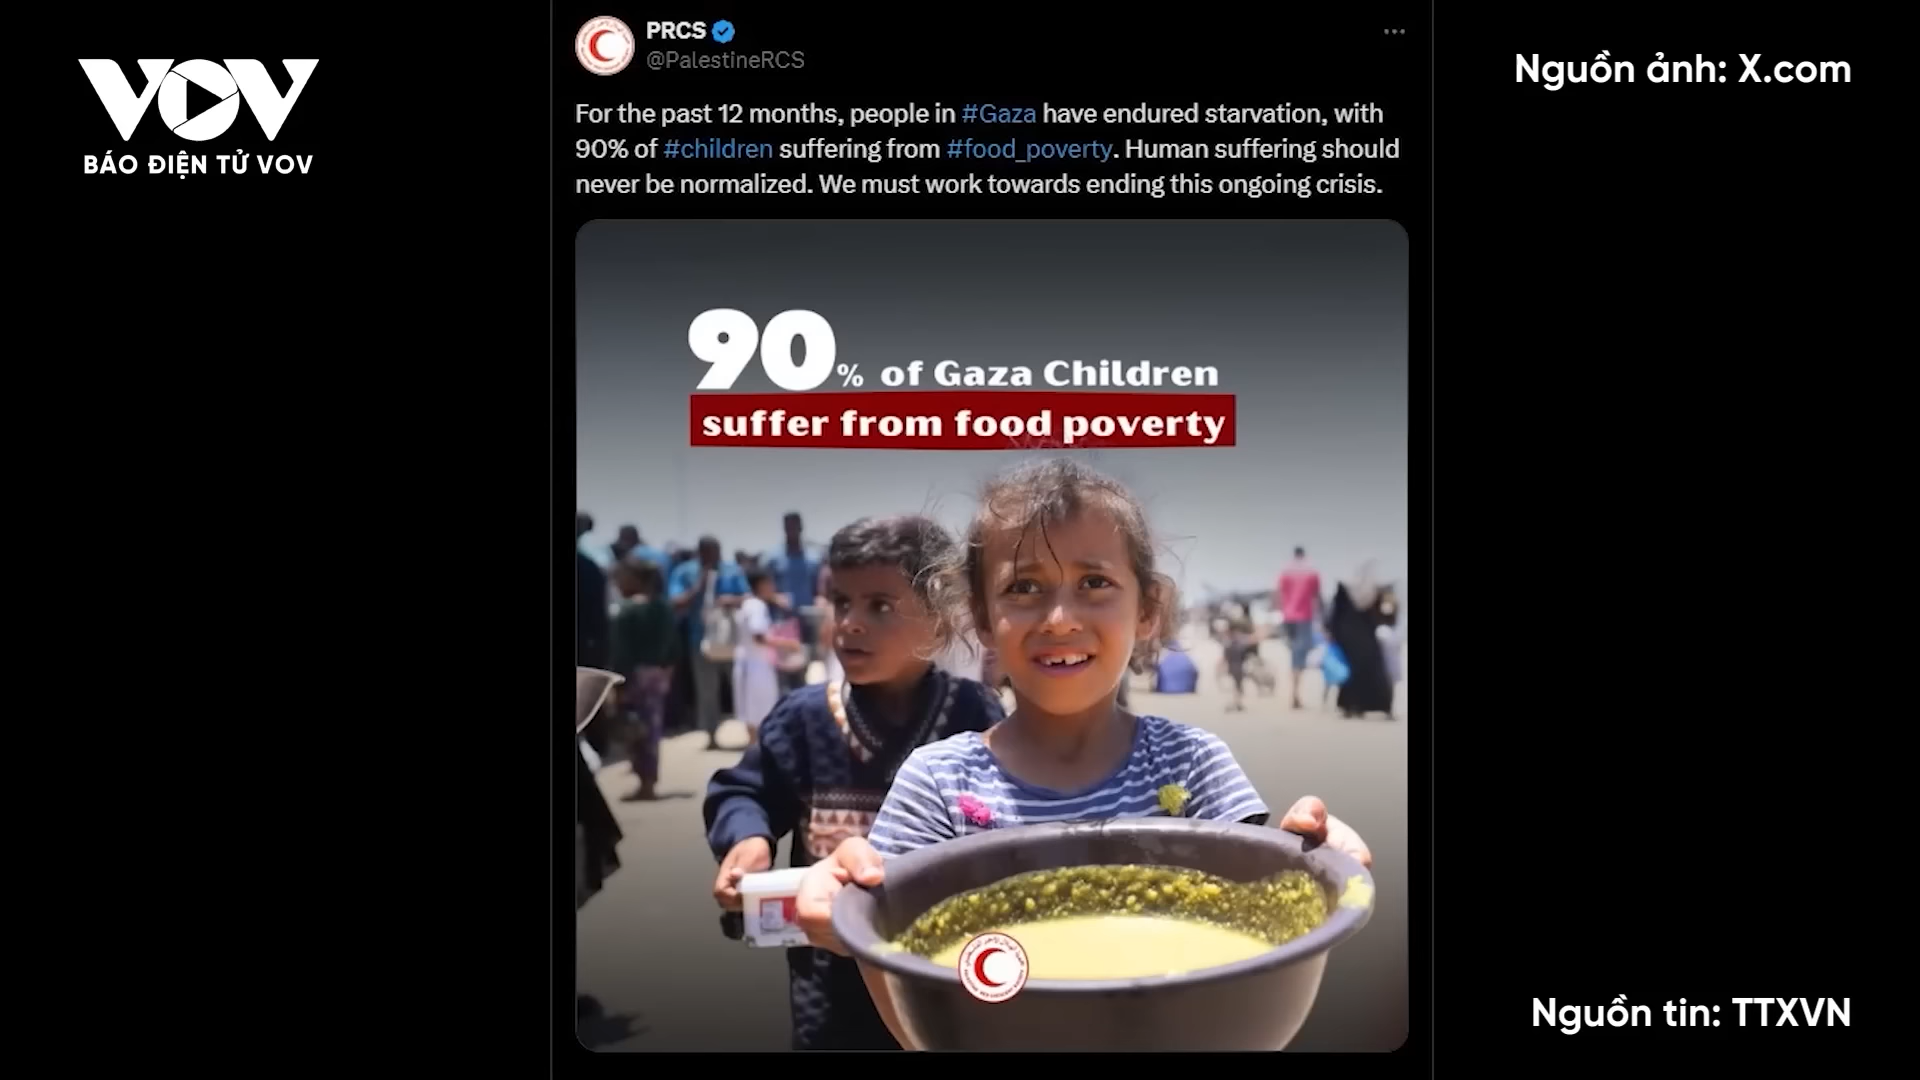 VOV
BÁO ĐIỆN TỬ VOV
PRCS
@PalestineRCS
Nguồn ảnh: X.com
For the past 12 months, people in #Gaza have endured starvation, with
90% of #children suffering from #food_poverty. Human suffering should
never be normalized. We must work towards ending this ongoing crisis.
90% of Gaza Children
suffer from food poverty
Nguồn tin: TTXVN